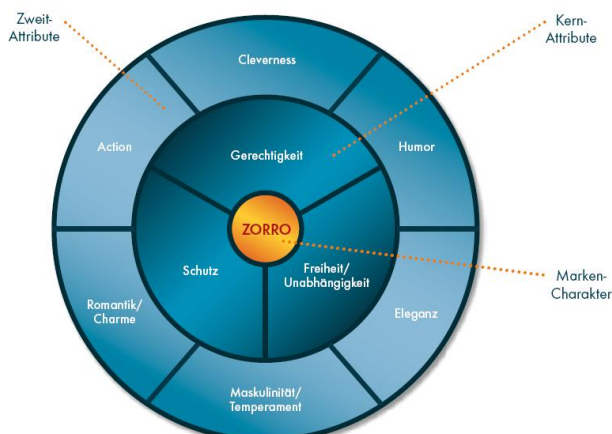 Zweit-
Attribute
Kern-
Attribute
Cleverness
Action
Humor
Gerechtigkeit
ZORRO
Schutz
Freiheit/
Unabhängigkeit
Marken-
Charakter
Romantik/
Charme
Eleganz
Maskulinität/
Temperament